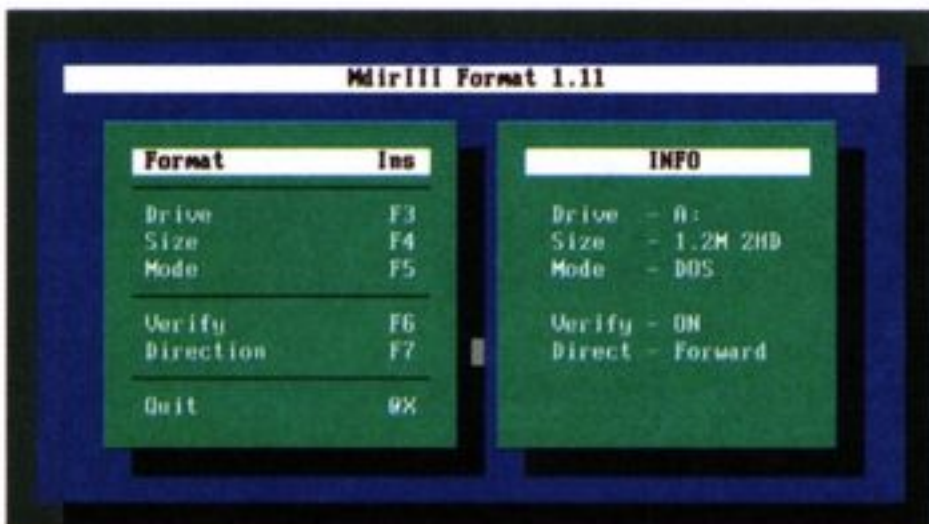 MdirIII Format 1.11
Format Ins
Drive F3
Size F4
Mode F5
Verify F6
Direction F7
Quit @X
INFO
Drive - A:
Size - 1.2M 2HD
Mode - DOS
Verify - ON
Direct - Forward